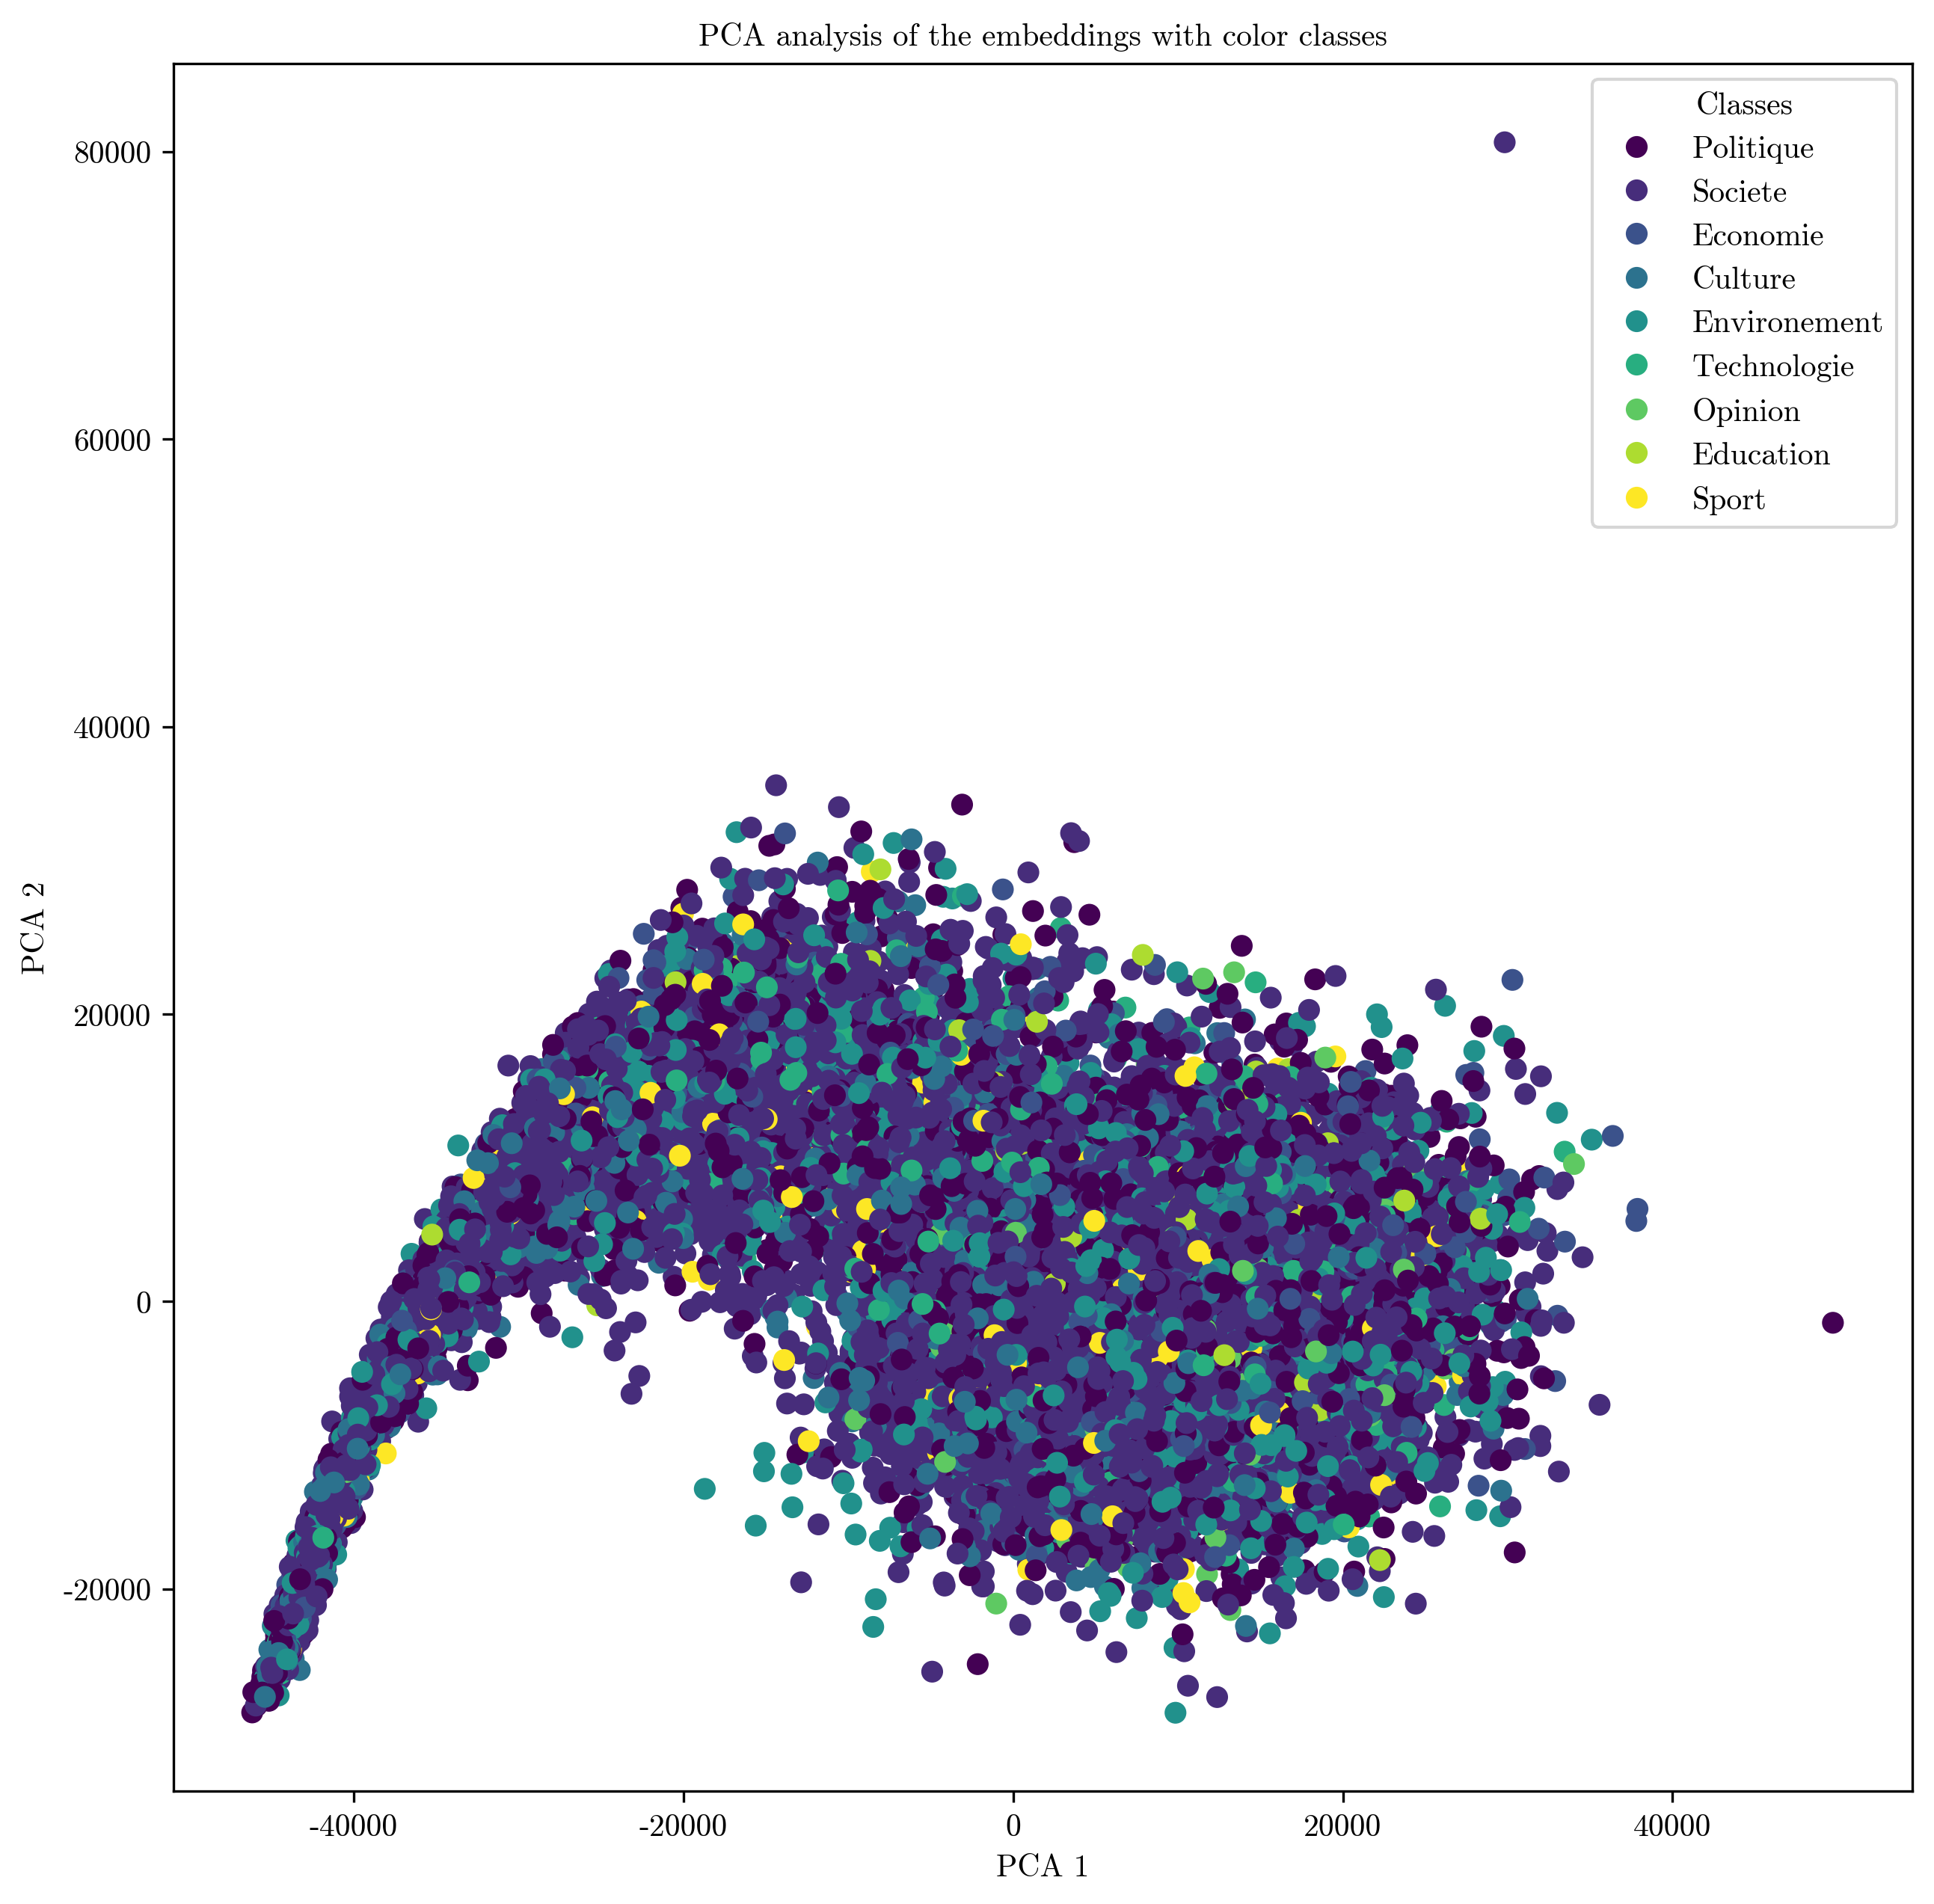 PCA analysis of the embeddings with color classes
Classes
Politique
Societe
Economie
Culture
Environement
Technologie
Opinion
Education
Sport
80000
60000
40000
20000
0
-20000
PCA 2
-40000
-20000
0
20000
40000
PCA 1